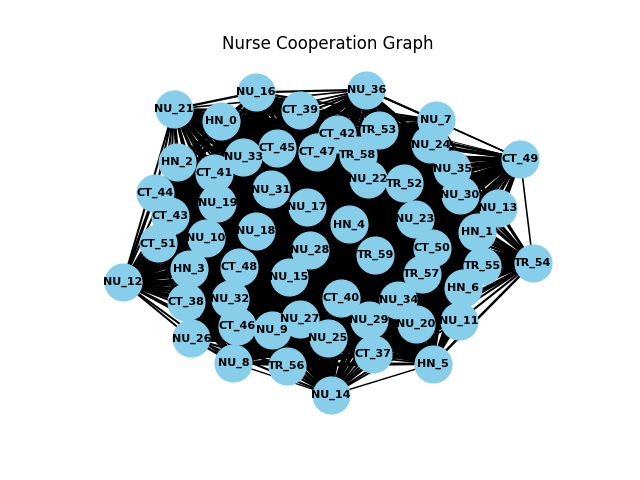 Nurse Cooperation Graph
NU_16
NU_36
NU_21
CT_39
HN_0
NU_7
CT_42
TR_53
NU_24
CT_45
CT_47
TR_58
NU_33
CT_49
HN_2
CT_41
NU_35
NU_22
TR_52
NU_31
CT_44
NU_30
NU_19
NU_17
NU_13
CT_43
NU_23
HN_4
NU_18
HN_1
NU_10
CT_51
NU_28
CT_50
TR_59
TR_54
TR_55
CT_48
HN_3
TR_57
NU_15
NU_12
HN_6
CT_40
NU_32
NU_34
CT_38
NU_27
NU_29
NU_11
NU_20
CT_46
NU_9
NU_26
NU_25
CT_37
NU_8
HN_5
TR_56
NU_14